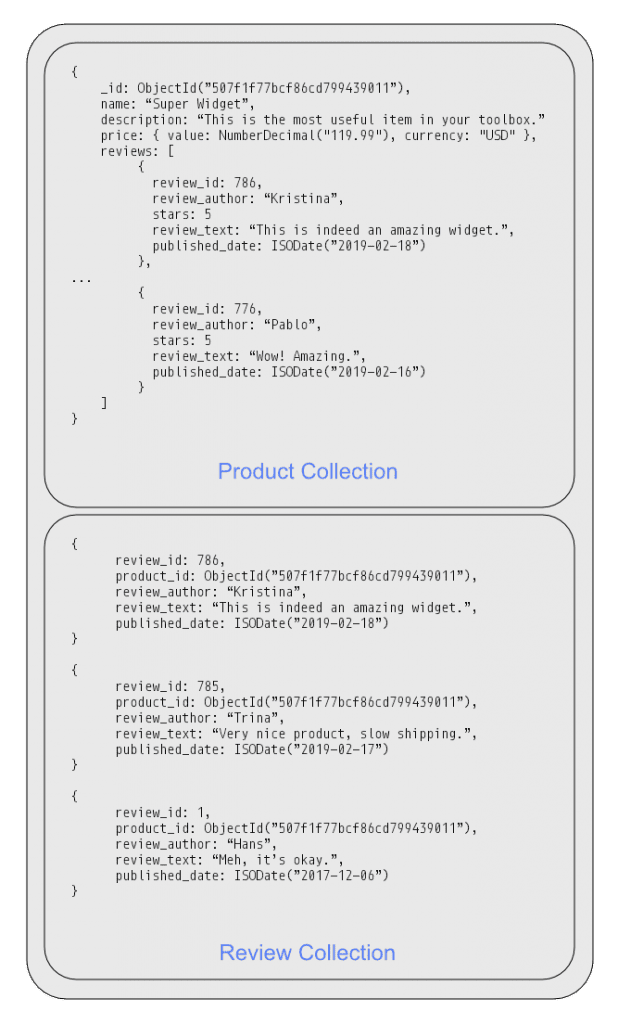 {
_id: ObjectId("507f1f77bcf86cd799439011”),
name: “Super Widget”,
description: “This is the most useful item in your toolbox.”
price: { value: NumberDecimal("119.99"), currency: "USD" },
reviews: [
{
review_id: 786,
review_author: “Kristina”,
stars: 5
review_text: “This is indeed an amazing widget.”,
published_date: ISODate("2019-02-18”)
},
...
{
review_id: 776,
review_author: “Pablo”,
stars: 5
review_text: “Wow! Amazing.”,
published_date: ISODate(”2019-02-16”)
}
]
}
Product Collection
{
review_id: 786,
product_id: ObjectId(”507f1f77bcf86cd799439011”),
review_author: “Kristina”,
review_text: “This is indeed an amazing widget.”,
published_date: ISODate(”2019-02-18”)
}
{
review_id: 785,
product_id: ObjectId(”507f1f77bcf86cd799439011”),
review_author: “Trina”,
review_text: “Very nice product, slow shipping.”,
published_date: ISODate(”2019-02-17”)
}
{
review_id: 1,
product_id: ObjectId(”507f1f77bcf86cd799439011”),
review_author: “Hans”,
review_text: “Meh, it’s okay.”,
published_date: ISODate(”2017-12-06”)
}
Review Collection